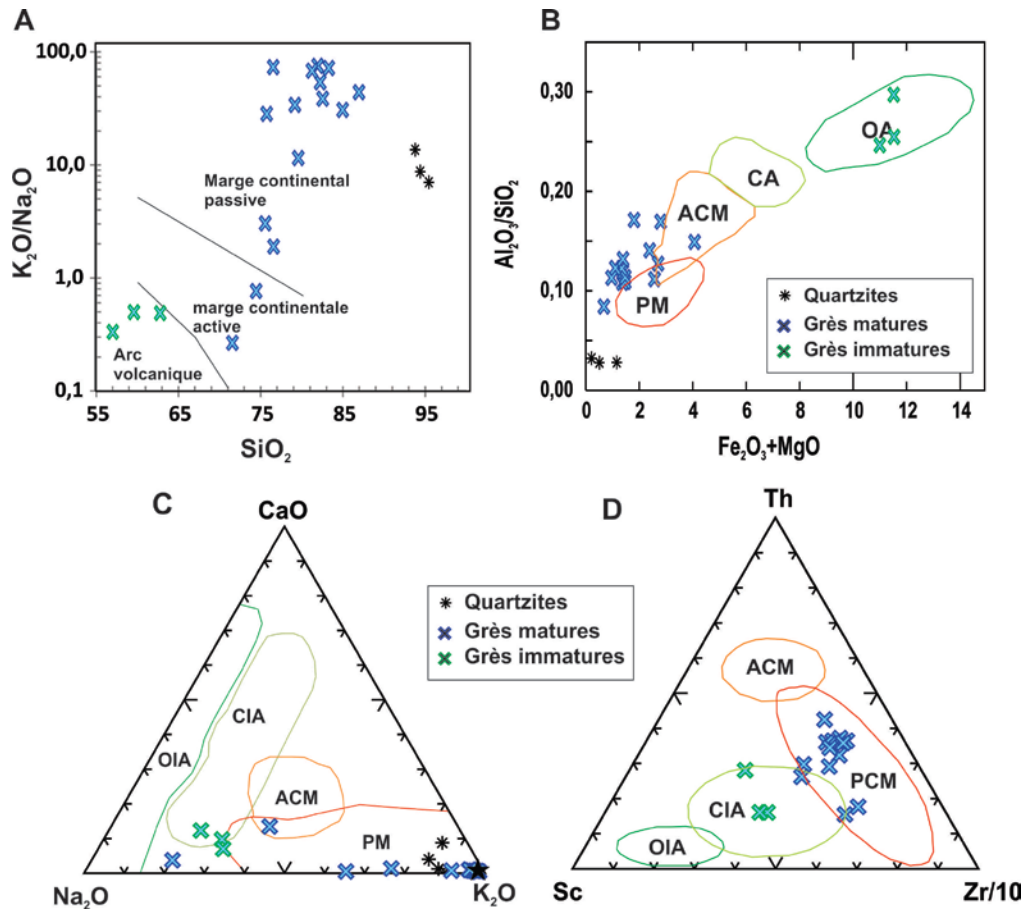 A
100,0
10,0
1,0
0,1
K₂O/Na₂O
55
65
75
85
95
SiO₂
Marge continental
passive
marge continentale
active
Arc
volcanique
B
0,30
0,20
0,10
0,00
Al₂O₃/SiO₂
0
2
4
6
8
10
12
14
Fe₂O₃+MgO
OA
CA
ACM
PM
Quartzites
Grès matures
Grès immatures
C
CaO
Na₂O
K₂O
OIA
CIA
ACM
PM
Quartzites
Grès matures
Grès immatures
D
Th
Sc
Zr/10
ACM
PCM
CIA
OIA